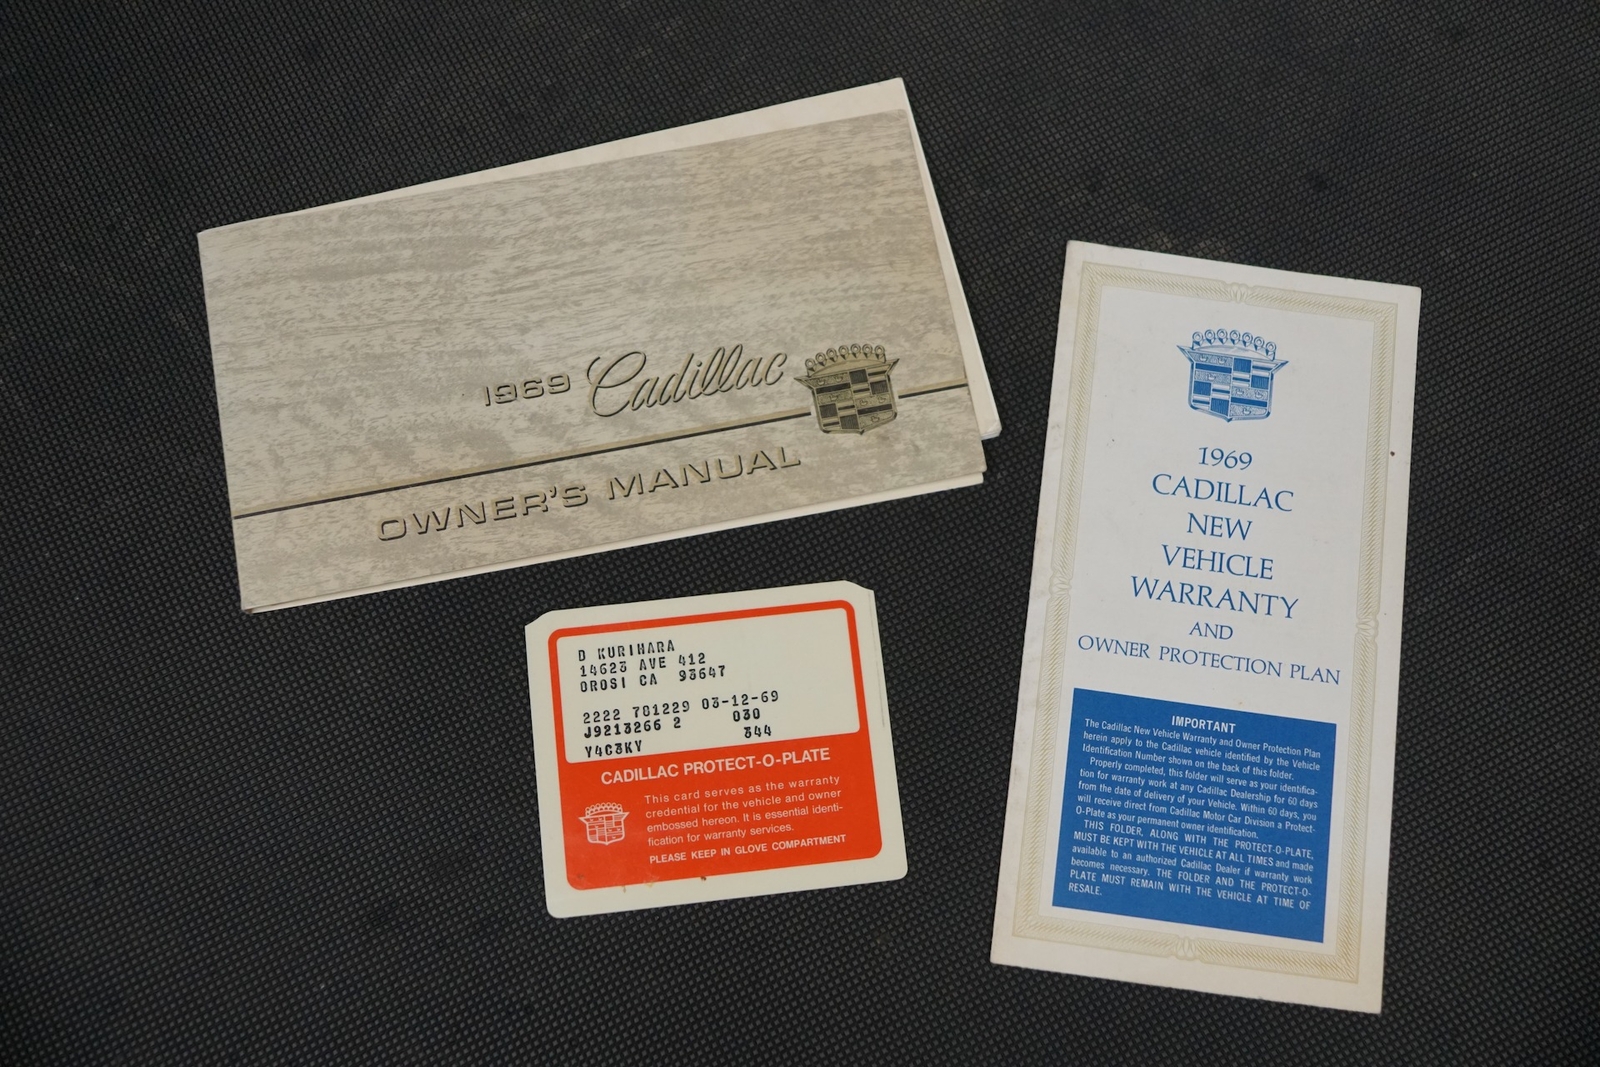 1969 Cadillac
OWNER'S MANUAL
D KURIHARA
14623 AVE 412
OROSI CA 93647
2222 701229 03-12-69
J9213266 2 030
Y4C3KY 344
CADILLAC PROTECT-O-PLATE
This card serves as the warranty
credential for the vehicle and owner
embossed hereon. It is essential identi-
fication for warranty services.
PLEASE KEEP IN GLOVE COMPARTMENT
1969
CADILLAC
NEW
VEHICLE
WARRANTY
AND
OWNER PROTECTION PLAN
IMPORTANT
The Cadillac New Vehicle Warranty and Owner Protection Plan
herein apply to the Cadillac vehicle identified by the Vehicle
Identification Number shown on the back of this folder.
Properly completed, this folder will serve as your identifica-
tion for warranty work at any Cadillac Dealership for 60 days
from the date of delivery of your Vehicle. Within 60 days, you
will receive direct from Cadillac Motor Car Division a Protect-
O-Plate as your permanent owner identification.
THIS FOLDER, ALONG WITH THE PROTECT-O-PLATE,
MUST BE KEPT WITH THE VEHICLE AT ALL TIMES and made
available to an authorized Cadillac Dealer if warranty work
becomes necessary. THE FOLDER AND THE PROTECT-O-
PLATE MUST REMAIN WITH THE VEHICLE AT TIME OF
RESALE.